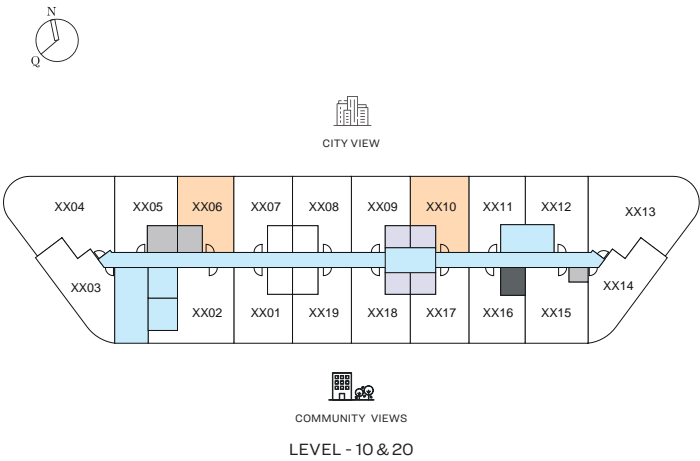 N
Q
CITY VIEW
XX04 XX05 XX06 XX07 XX08 XX09 XX10 XX11 XX12 XX13
XX03 XX14
XX02 XX01 XX19 XX18 XX17 XX16 XX15
COMMUNITY VIEWS
LEVEL - 10 & 20